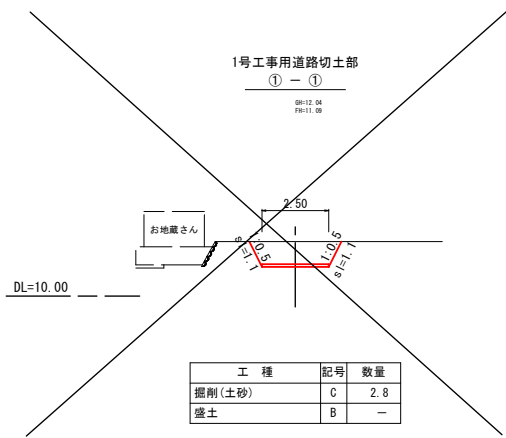 1号工事用道路切土部
① － ①
GH=12.04
FH=11.09
2.50
お地蔵さん
1:0.5
sl=1.1
1:0.5
sl=1.1
DL=10.00
工 種 記号 数量
掘削(土砂) C 2.8
盛土 B －